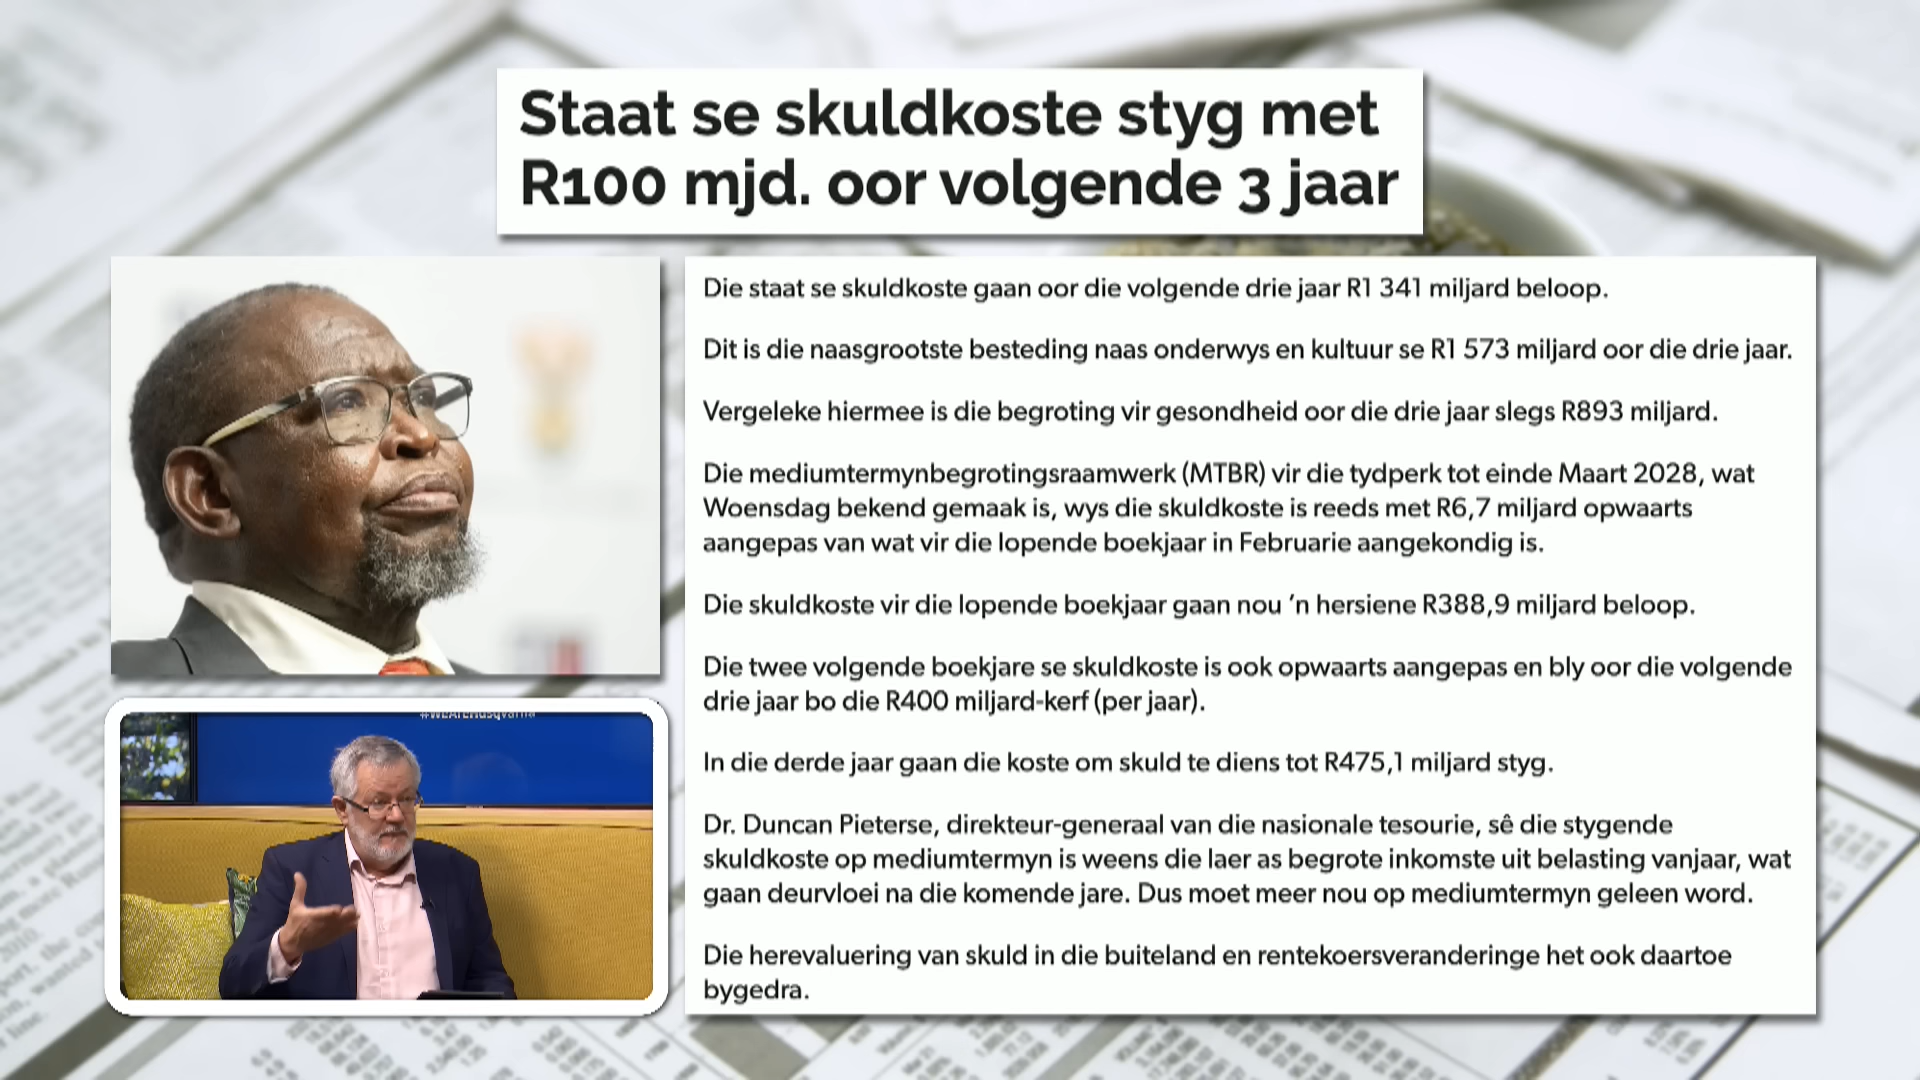 Staat se skuldkoste styg met
R100 mjd. oor volgende 3 jaar
Die staat se skuldkoste gaan oor die volgende drie jaar R1 341 miljard beloop.
Dit is die naasgrootste besteding naas onderwys en kultuur se R1 573 miljard oor die drie jaar.
Vergeleke hiermee is die begroting vir gesondheid oor die drie jaar slegs R893 miljard.
Die mediumtermynbegrotingsraamwerk (MTBR) vir die tydperk tot einde Maart 2028, wat
Woensdag bekend gemaak is, wys die skuldkoste is reeds met R6,7 miljard opwaarts
aangepas van wat vir die lopende boekjaar in Februarie aangekondig is.
Die skuldkoste vir die lopende boekjaar gaan nou ’n hersiene R388,9 miljard beloop.
Die twee volgende boekjare se skuldkoste is ook opwaarts aangepas en bly oor die volgende
drie jaar bo die R400 miljard-kerf (per jaar).
In die derde jaar gaan die koste om skuld te diens tot R475,1 miljard styg.
Dr. Duncan Pieterse, direkteur-generaal van die nasionale tesourie, sê die stygende
skuldkoste op mediumtermyn is weens die laer as begrote inkomste uit belasting vanjaar, wat
gaan deurvloei na die komende jare. Dus moet meer nou op mediumtermyn geleen word.
Die herevaluering van skuld in die buiteland en rentekoersveranderinge het ook daartoe
bygedra.